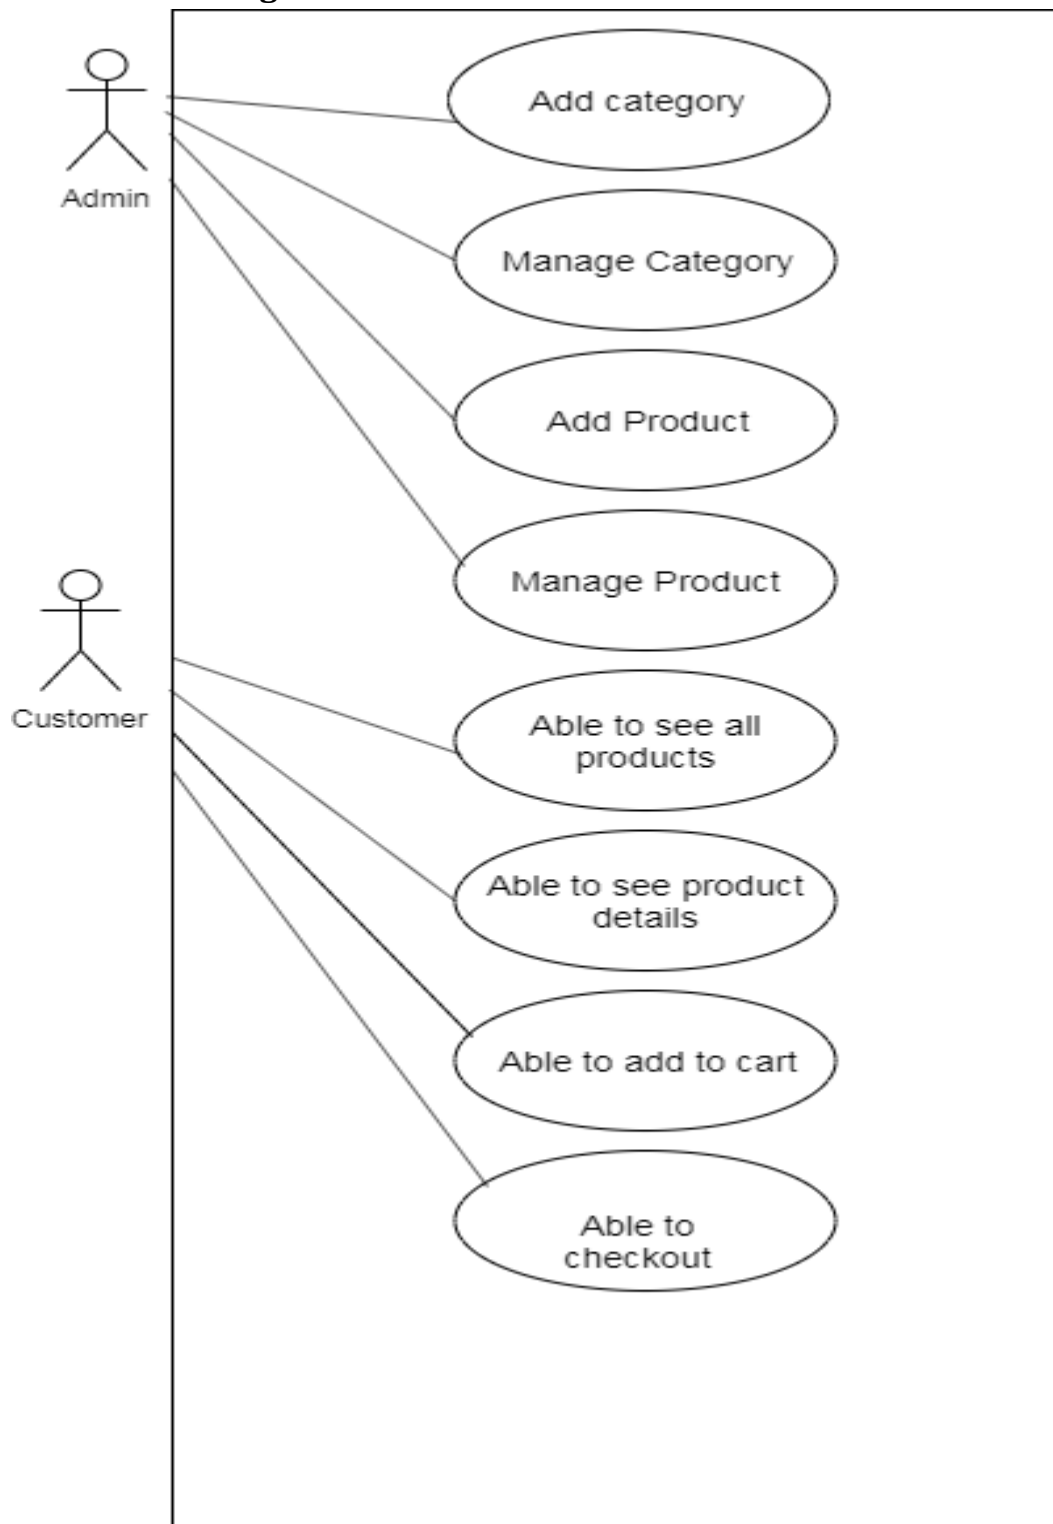 Add category
Admin
Manage Category
Add Product
Manage Product
Customer
Able to see all
products
Able to see product
details
Able to add to cart
Able to
checkout